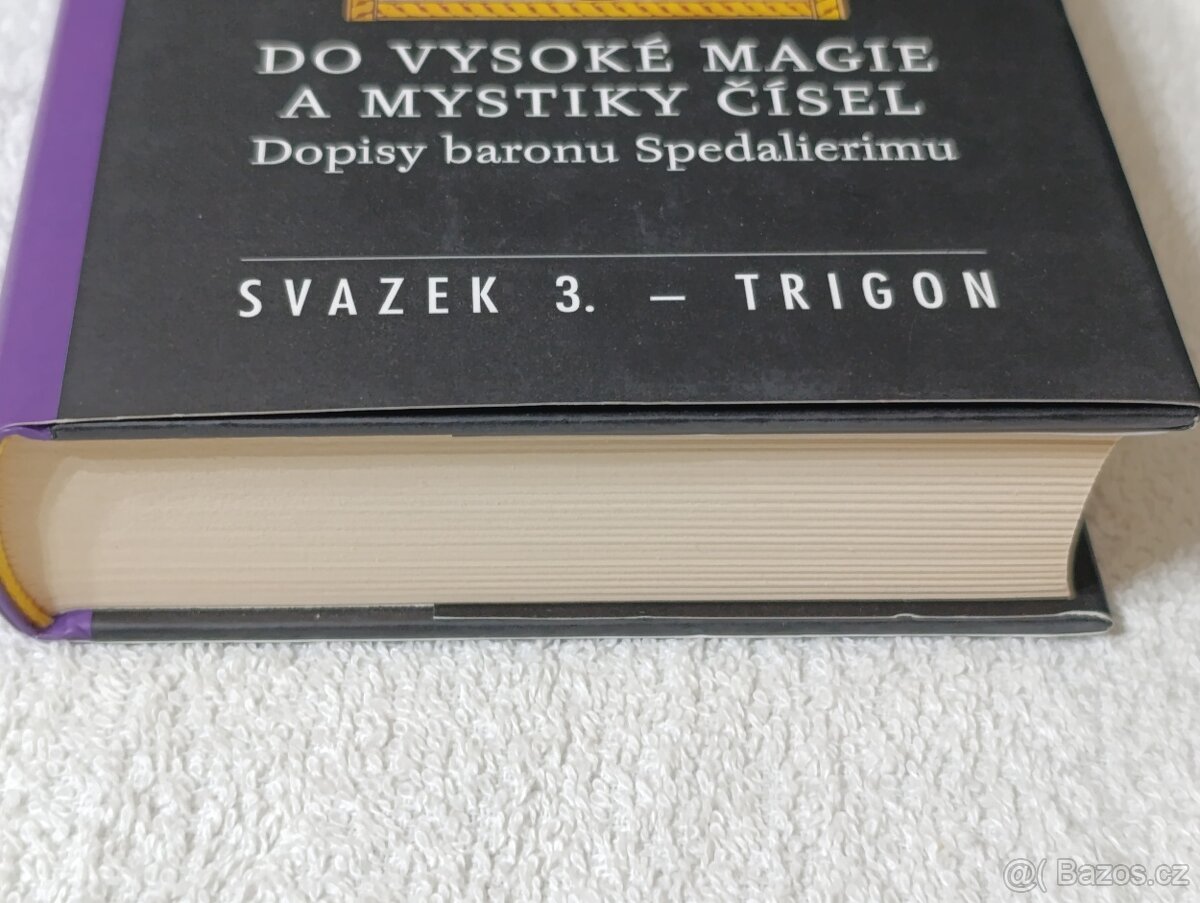 DO VYSOKÉ MAGIE
A MYSTIKY ČÍSEL
Dopisy baronu Spedalierimu
SVAZEK 3. – TRIGON
@( Bazos.cz